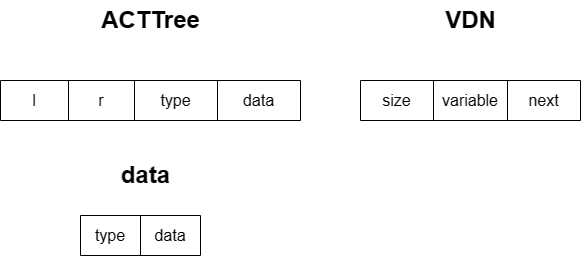 ACTTree
VDN
l r type data
size variable next
data
type data